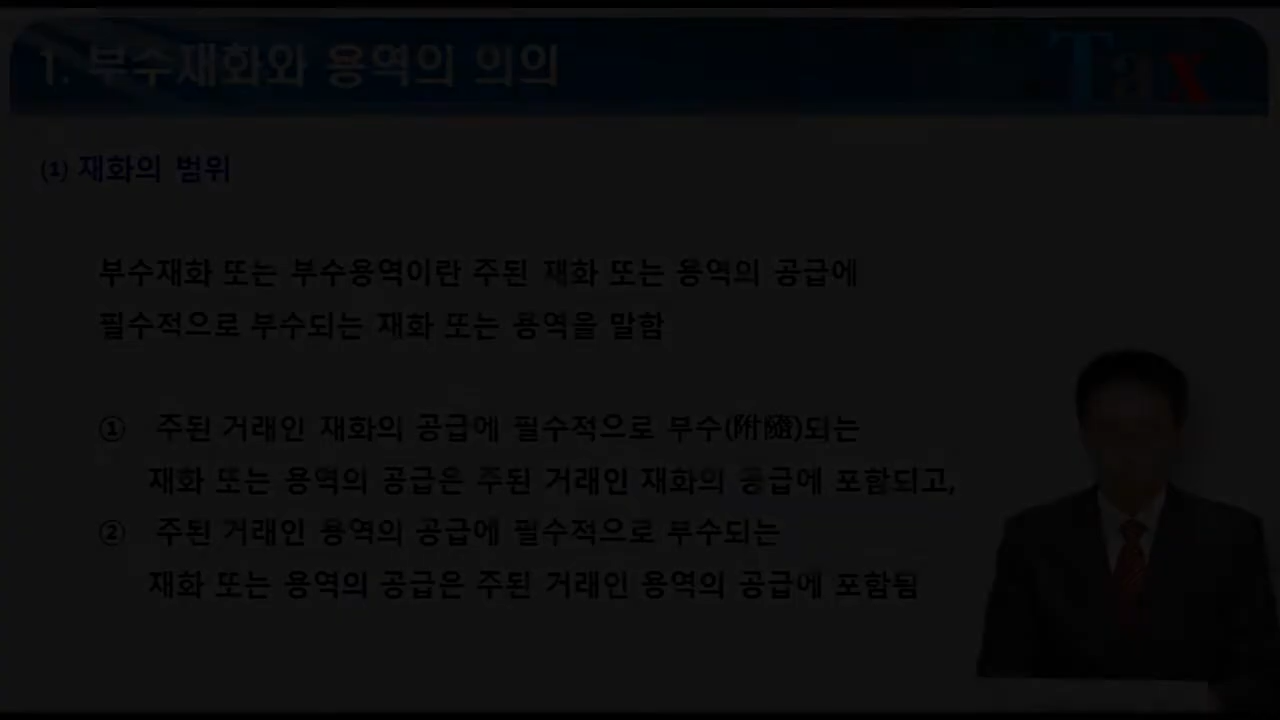 1. 부수재화와 용역의 의의
Tax
(1) 재화의 범위
부수재화 또는 부수용역이란 주된 재화 또는 용역의 공급에
필수적으로 부수되는 재화 또는 용역을 말함
① 주된 거래인 재화의 공급에 필수적으로 부수(附隨)되는
재화 또는 용역의 공급은 주된 거래인 재화의 공급에 포함되고,
② 주된 거래인 용역의 공급에 필수적으로 부수되는
재화 또는 용역의 공급은 주된 거래인 용역의 공급에 포함됨